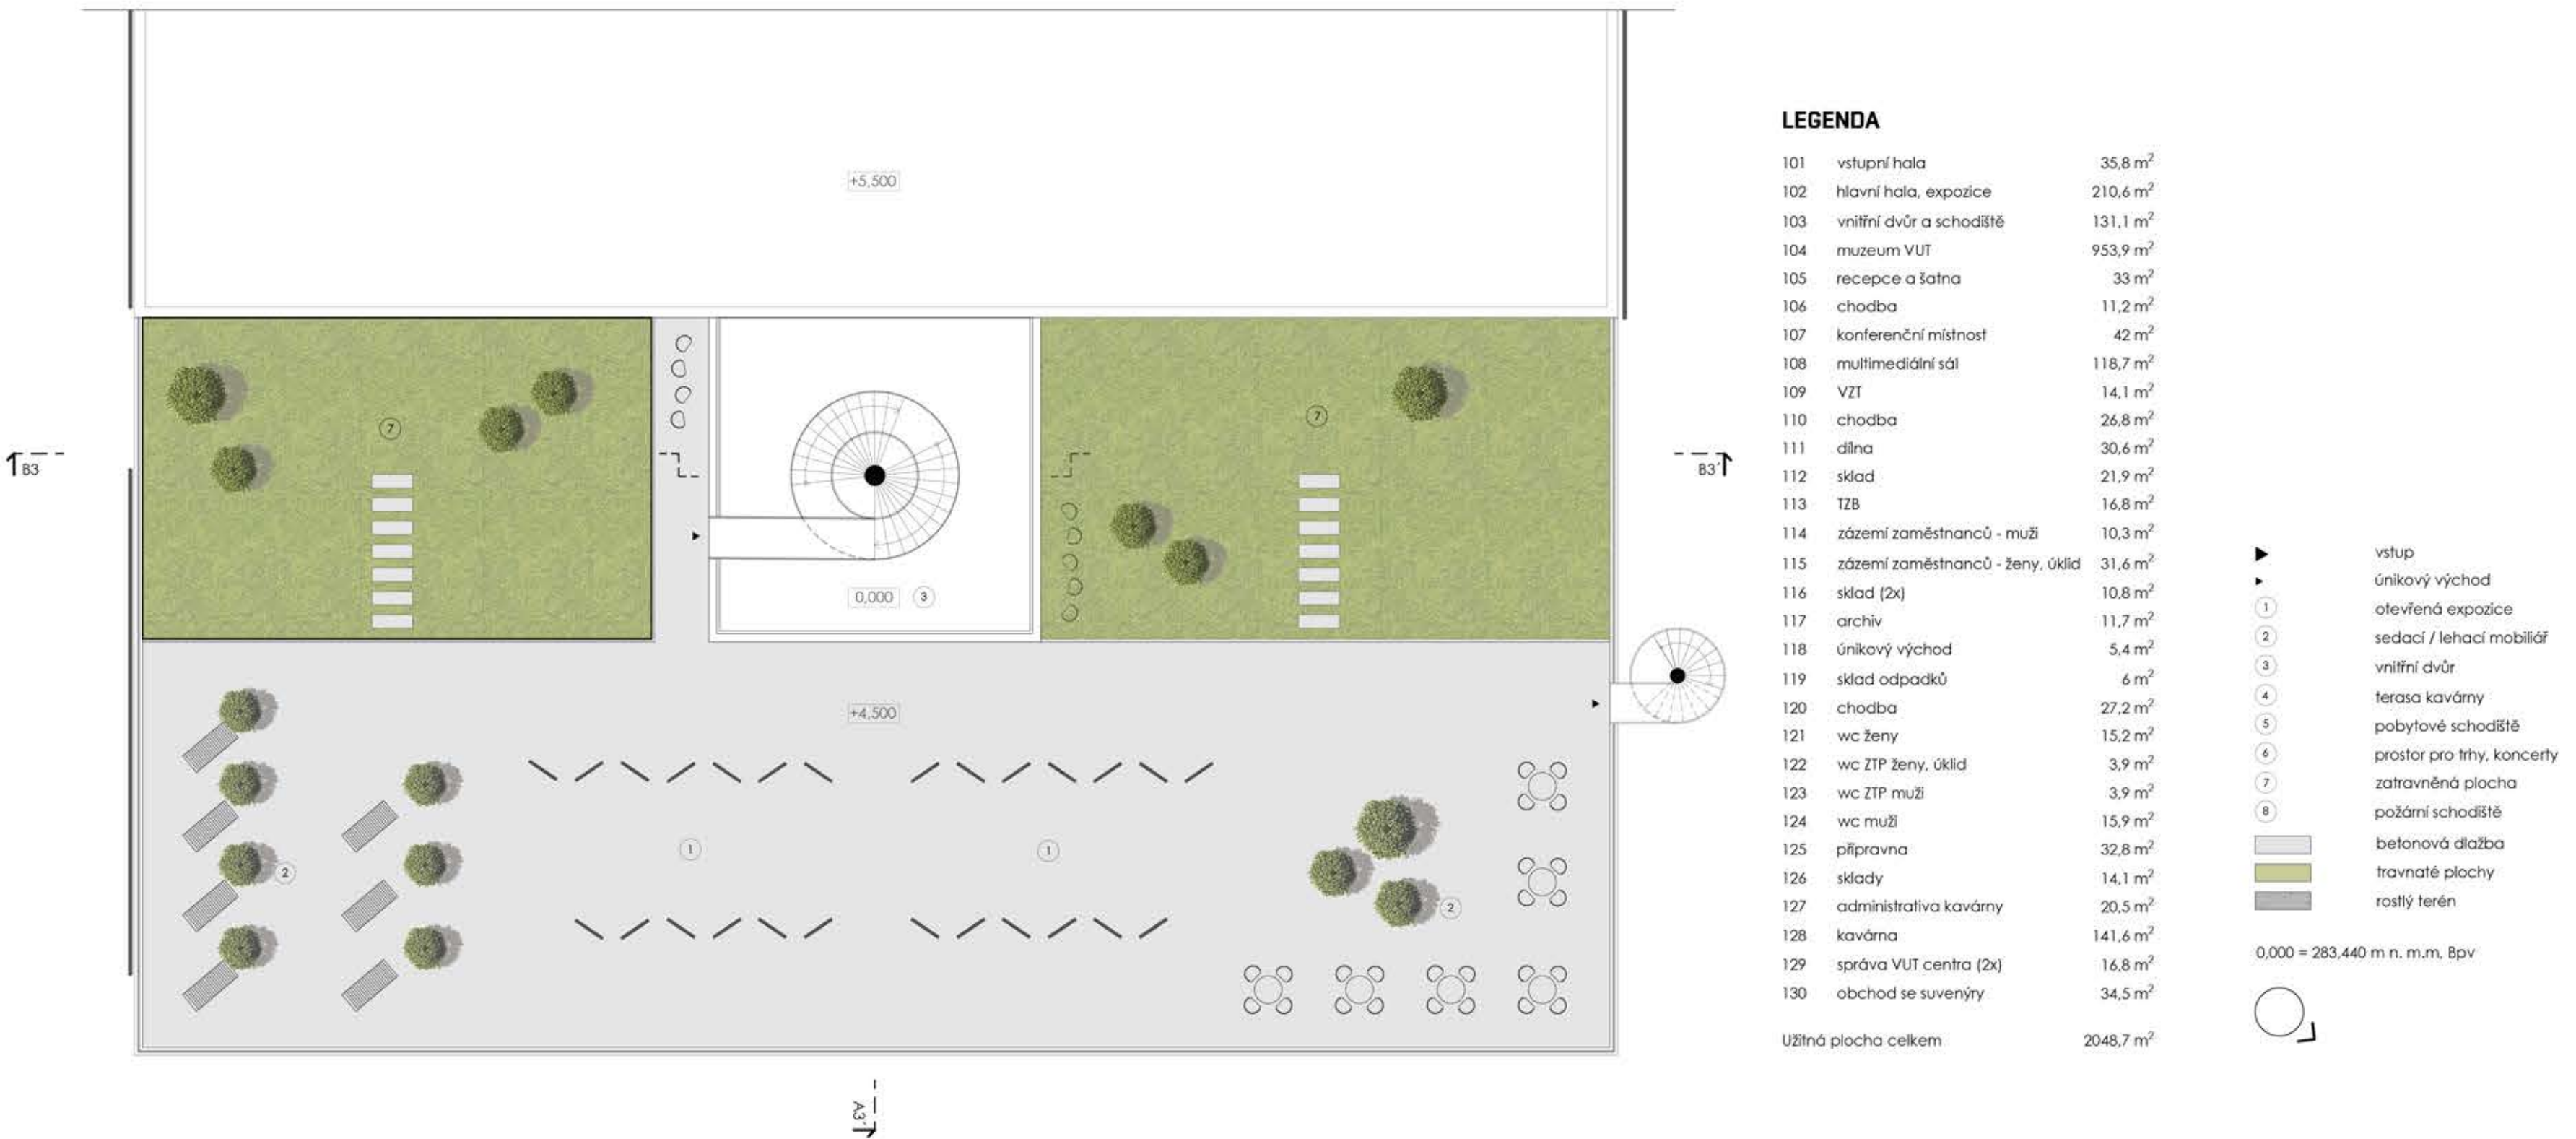 +5,500
7
7
B3
B3´
0,000 3
+4,500
1
1
2
2
A3´
LEGENDA
101 vstupní hala 35,8 m²
102 hlavní hala, expozice 210,6 m²
103 vnitřní dvůr a schodiště 131,1 m²
104 muzeum VUT 953,9 m²
105 recepce a šatna 33 m²
106 chodba 11,2 m²
107 konferenční místnost 42 m²
108 multimediální sál 118,7 m²
109 VZT 14,1 m²
110 chodba 26,8 m²
111 dílna 30,6 m²
112 sklad 21,9 m²
113 TZB 16,8 m²
114 zázemí zaměstnanců - muži 10,3 m²
115 zázemí zaměstnanců - ženy, úklid 31,6 m²
116 sklad (2x) 10,8 m²
117 archiv 11,7 m²
118 únikový východ 5,4 m²
119 sklad odpadků 6 m²
120 chodba 27,2 m²
121 wc ženy 15,2 m²
122 wc ZTP ženy, úklid 3,9 m²
123 wc ZTP muži 3,9 m²
124 wc muži 15,9 m²
125 přípravna 32,8 m²
126 sklady 14,1 m²
127 administrativa kavárny 20,5 m²
128 kavárna 141,6 m²
129 správa VUT centra (2x) 16,8 m²
130 obchod se suvenýry 34,5 m²
Užitná plocha celkem 2048,7 m²
vstup
únikový východ
1 otevřená expozice
2 sedací / lehací mobiliář
3 vnitřní dvůr
4 terasa kavárny
5 pobytové schodiště
6 prostor pro trhy, koncerty
7 zatravněná plocha
8 požární schodiště
betonová dlažba
travnaté plochy
rostlý terén
0,000 = 283,440 m n. m.m, Bpv